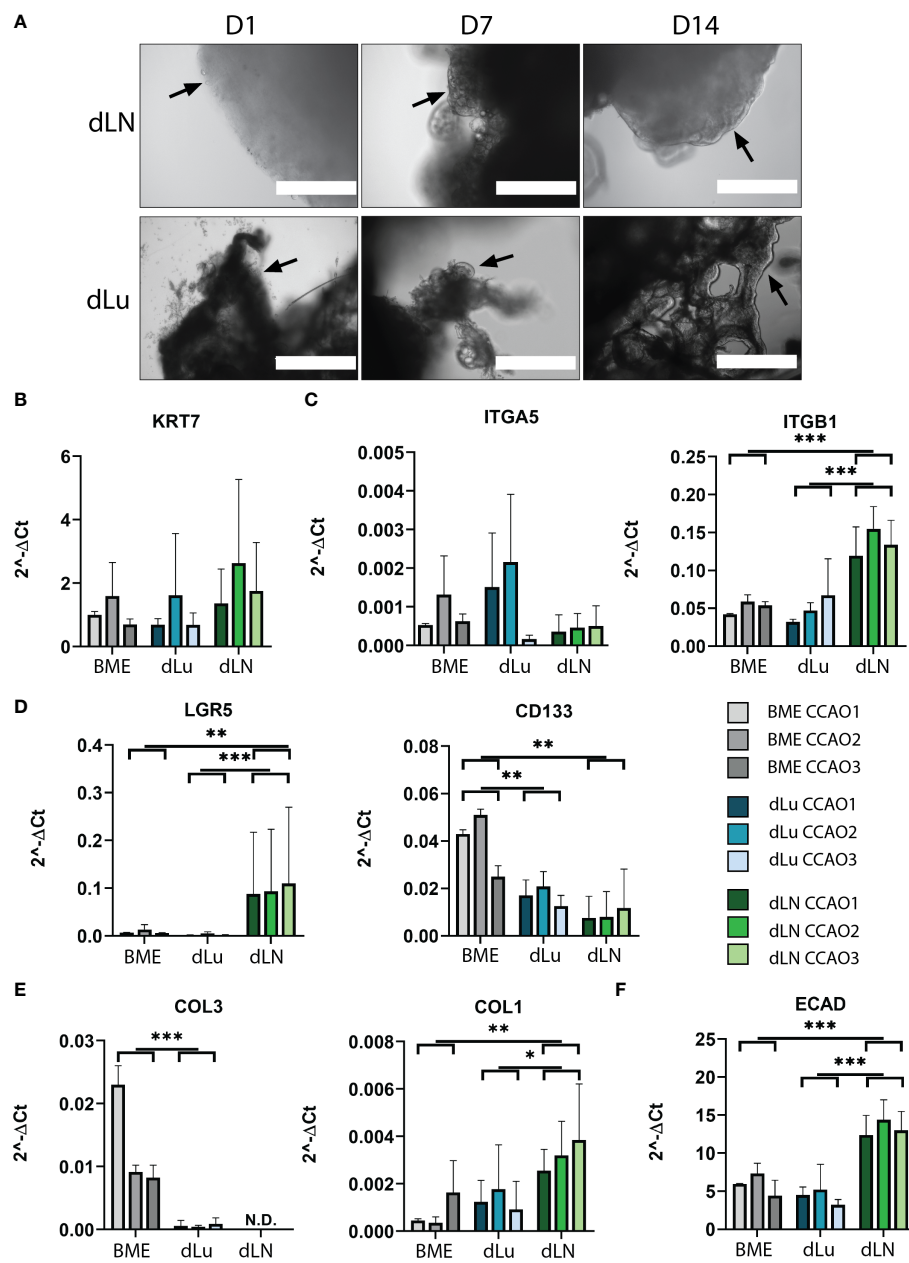 A
D1 D7 D14
dLN
dLu
B
KRT7
2^-ΔCt
6
4
2
0
BME dLu dLN
C
ITGA5
2^-ΔCt
0.005
0.004
0.003
0.002
0.001
0.000
BME dLu dLN
ITGB1
***
***
2^-ΔCt
0.25
0.20
0.15
0.10
0.05
0.00
BME dLu dLN
D
LGR5
**
***
2^-ΔCt
0.4
0.3
0.2
0.1
0.0
BME dLu dLN
CD133
**
**
2^-ΔCt
0.08
0.06
0.04
0.02
0.00
BME dLu dLN
BME CCAO1
BME CCAO2
BME CCAO3
dLu CCAO1
dLu CCAO2
dLu CCAO3
dLN CCAO1
dLN CCAO2
dLN CCAO3
E
COL3
***
2^-ΔCt
0.03
0.02
0.01
0.00
N.D.
BME dLu dLN
COL1
**
*
2^-ΔCt
0.008
0.006
0.004
0.002
0.000
BME dLu dLN
F
ECAD
***
***
2^-ΔCt
25
20
15
10
5
0
BME dLu dLN